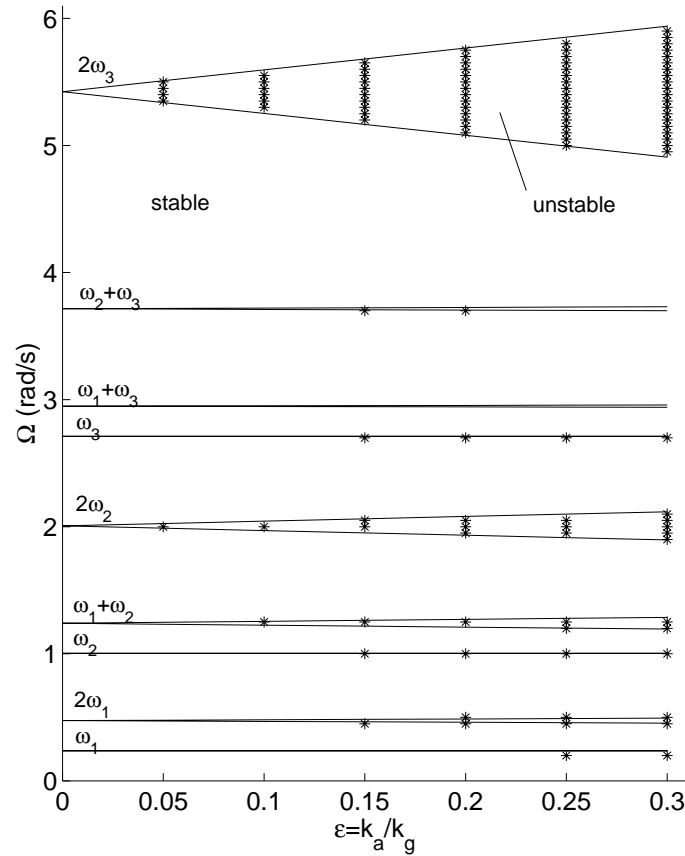 6
2ω₃
5
stable
unstable
4
ω₂+ω₃
ω₁+ω₃
3
ω₃
Ω (rad/s)
2ω₂
2
ω₁+ω₂
ω₂
1
2ω₁
ω₁
0
0 0.05 0.1 0.15 0.2 0.25 0.3
ε=kₐ/k_g